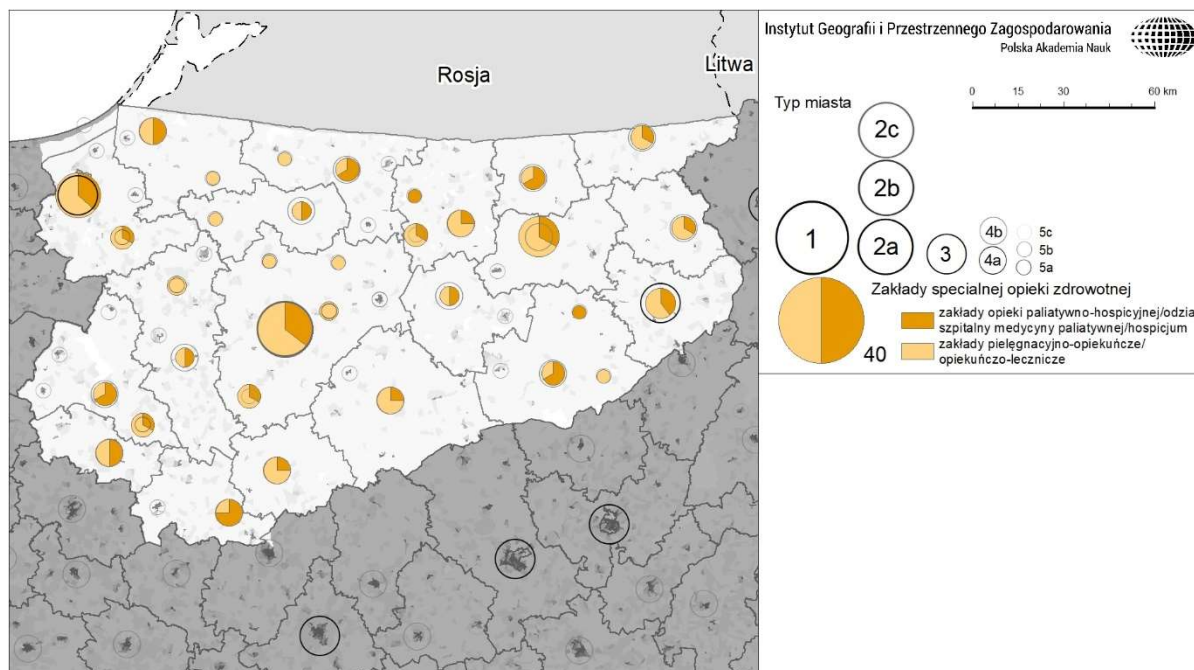 Rosja
Litwa
Instytut Geografii i Przestrzennego Zagospodarowania
Polska Akademia Nauk
0 15 30 60 km
Typ miasta
2c
2b
1
2a
3
4b
4a
5c
5b
5a
Zakłady specjalnej opieki zdrowotnej
40
zakłady opieki paliatywno-hospicyjnej/odzia
szpitalny medycyny paliatywnej/hospicjum
zakłady pielęgnacyjno-opiekuńcze/
opiekuńczo-lecznicze